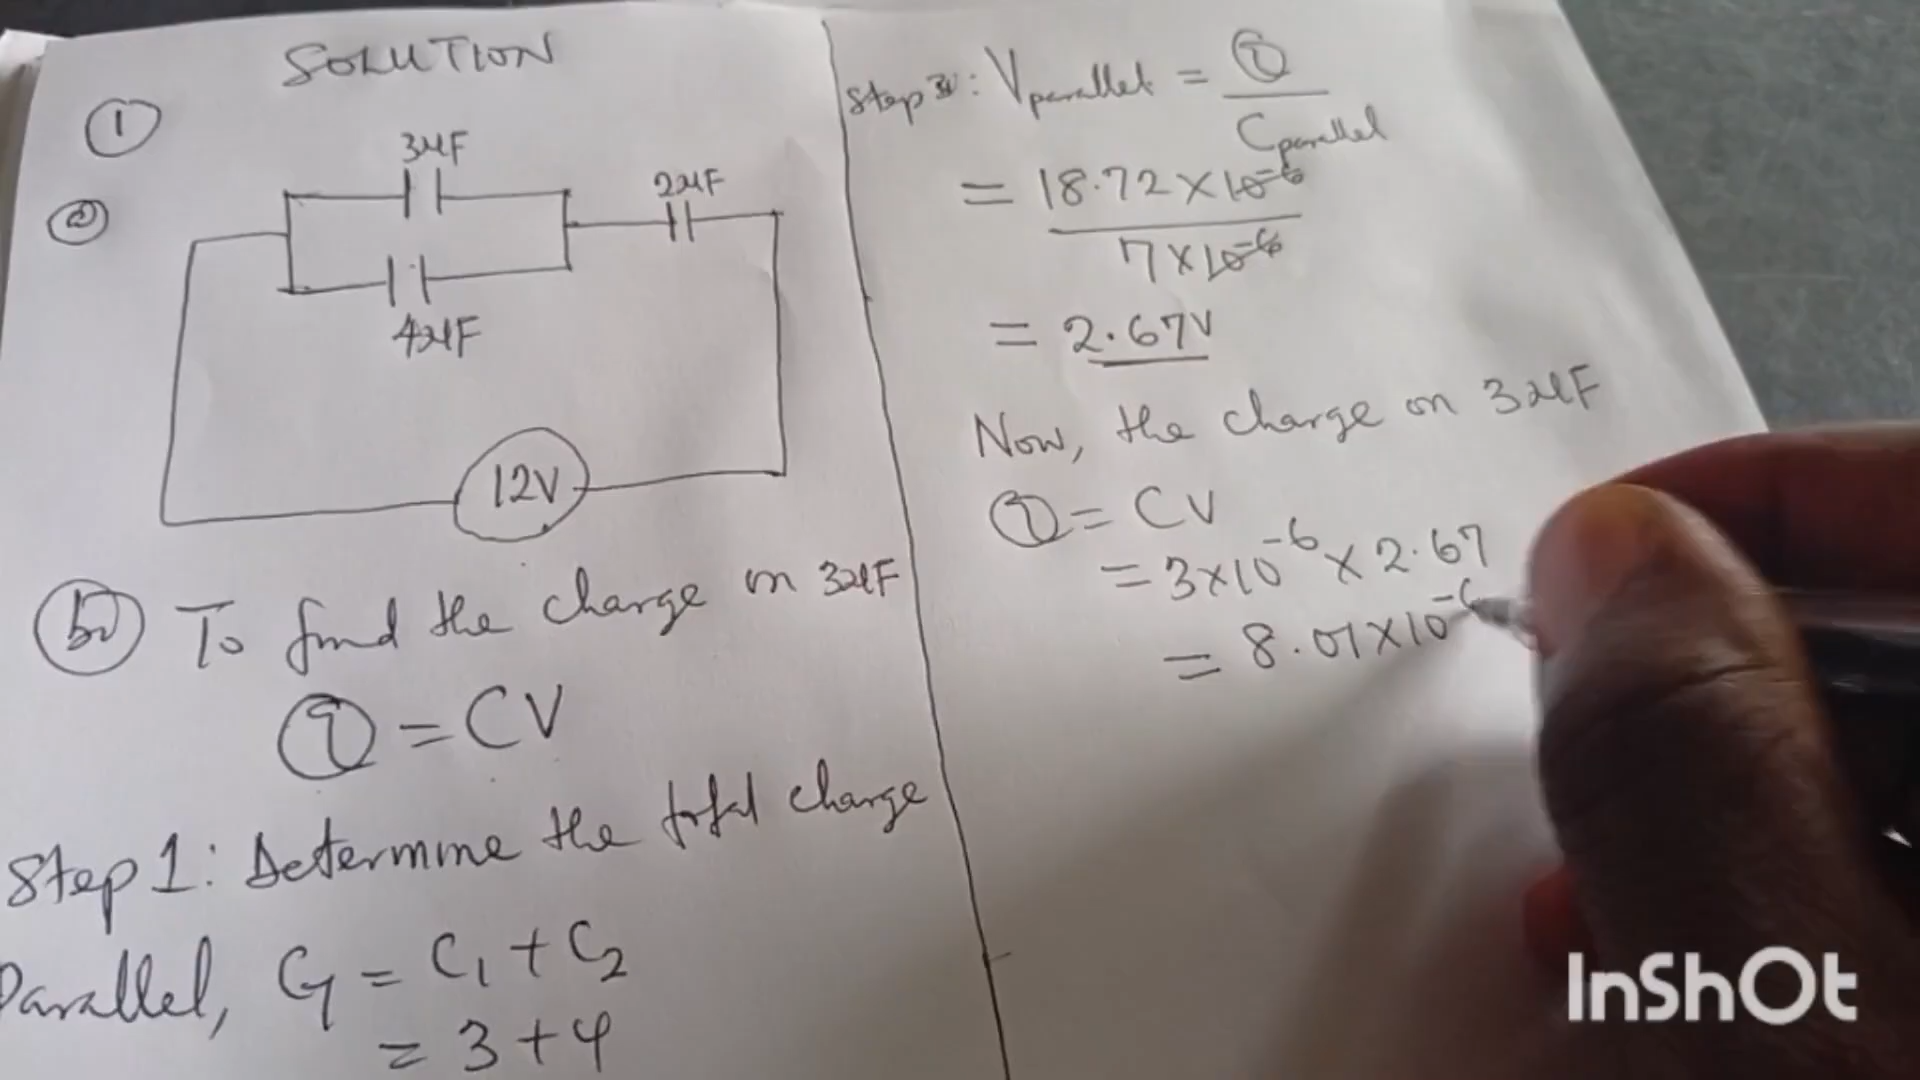 SOLUTION
①
3μF
2μF
②
4μF
12V
bi) To find the charge on 3μF
Q = CV
Step 1: Determine the total charge
Parallel, CT = C₁ + C₂
= 3 + 4
Step 3: Vparallel = Q
Cparallel
= 18.72 × 10⁻⁶
7 × 10⁻⁶
= 2.67V
Now, the charge on 3μF
Q = CV
= 3×10⁻⁶ × 2.67
= 8.01×10⁻⁶
InShOt